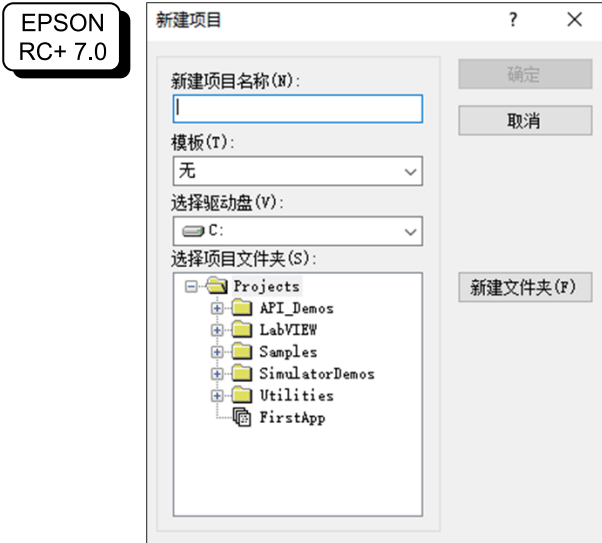 EPSON
RC+ 7.0
新建项目
?
新建项目名称(N):
确定
取消
模板(T):
无
选择驱动盘(V):
C:
选择项目文件夹(S):
Projects
新建文件夹(F)
API_Demos
LabVIEW
Samples
SimulatorDemos
Utilities
FirstApp